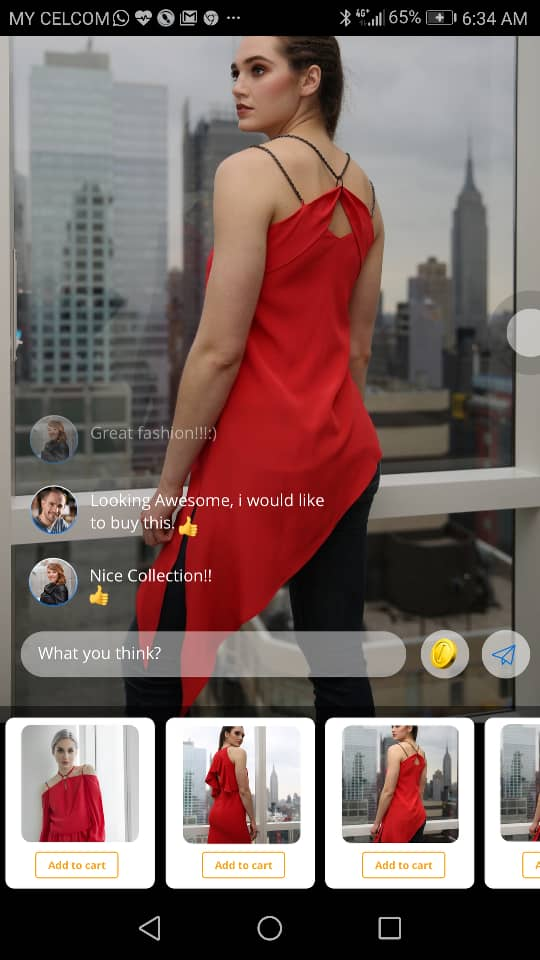 MY CELCOM ... 4G+ 65% 6:34 AM
Great fashion!!!:)
Looking Awesome, i would like
to buy this.👍
Nice Collection!!
👍
What you think?
Add to cart Add to cart Add to cart A